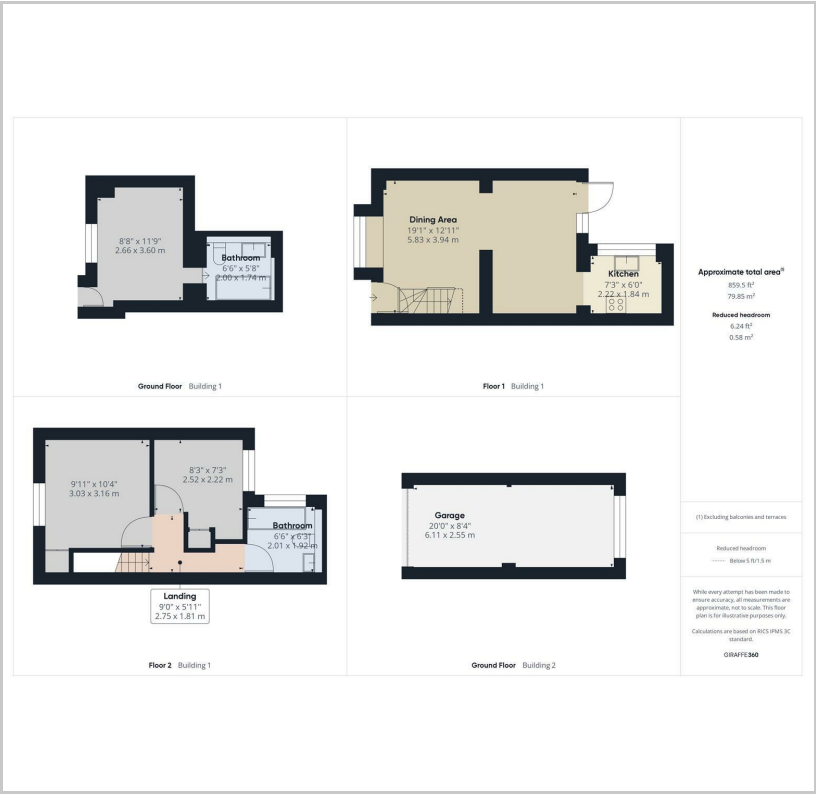 8'8" x 11'9"
2.66 x 3.60 m
Bathroom
6'6" x 5'8"
2.00 x 1.74 m
Ground Floor Building 1
Dining Area
19'1" x 12'11"
5.83 x 3.94 m
Kitchen
7'3" x 6'0"
2.22 x 1.84 m
Floor 1 Building 1
9'11" x 10'4"
3.03 x 3.16 m
8'3" x 7'3"
2.52 x 2.22 m
Bathroom
6'6" x 6'3"
2.01 x 1.92 m
Landing
9'0" x 5'11"
2.75 x 1.81 m
Floor 2 Building 1
Garage
20'0" x 8'4"
6.11 x 2.55 m
Ground Floor Building 2
Approximate total area⁽¹⁾
859.5 ft²
79.85 m²
Reduced headroom
6.24 ft²
0.58 m²
(1) Excluding balconies and terraces
Reduced headroom
------ Below 5 ft/1.5 m
While every attempt has been made to
ensure accuracy, all measurements are
approximate, not to scale. This floor
plan is for illustrative purposes only.
Calculations are based on RICS IPMS 3C
standard.
GIRAFFE360